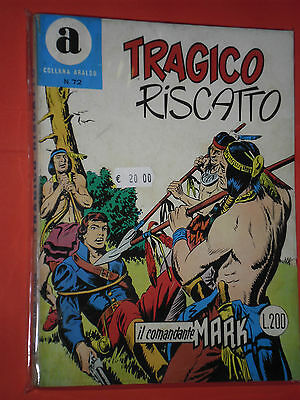 a
COLLANA ARALDO
N. 72
TRAGICO
RISCATTO
€ 20.00
il comandante MARK
L.200